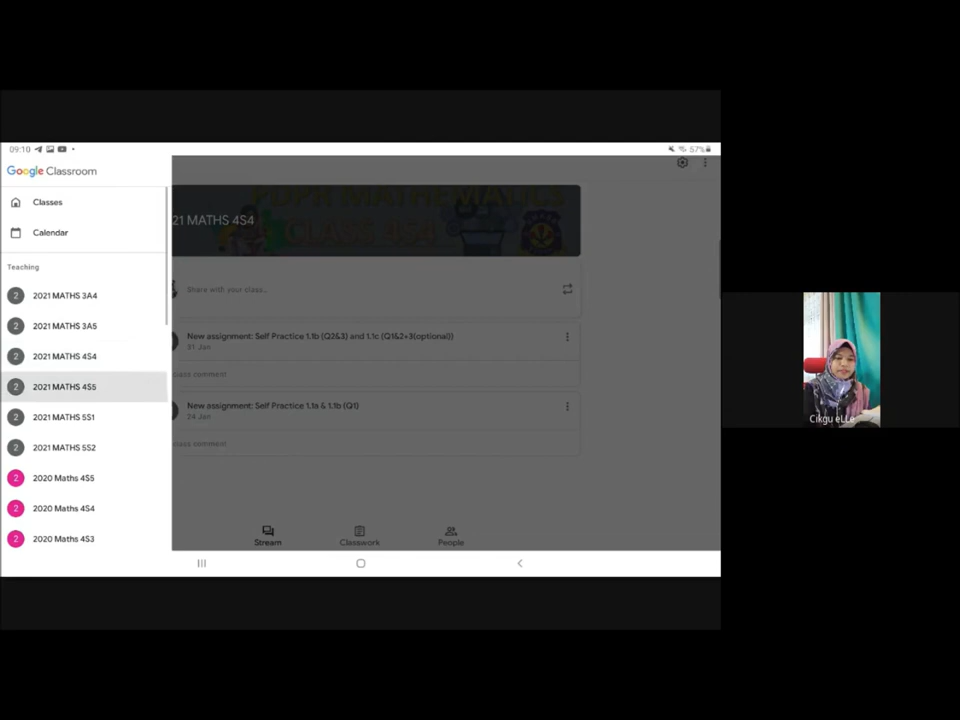 09:10
57%
Google Classroom
Classes
Calendar
Teaching
2 2021 MATHS 3A4
2 2021 MATHS 3A5
2 2021 MATHS 4S4
2 2021 MATHS 4S5
2 2021 MATHS 5S1
2 2021 MATHS 5S2
2 2020 Maths 4S5
2 2020 Maths 4S4
2 2020 Maths 4S3
PDPR MATHEMATICS
CLASS 4S4
21 MATHS 4S4
Share with your class...
New assignment: Self Practice 1.1b (Q2&3) and 1.1c (Q1&2+3(optional))
31 Jan
class comment
New assignment: Self Practice 1.1a & 1.1b (Q1)
24 Jan
class comment
Stream
Classwork
People
Cikgu eLLe